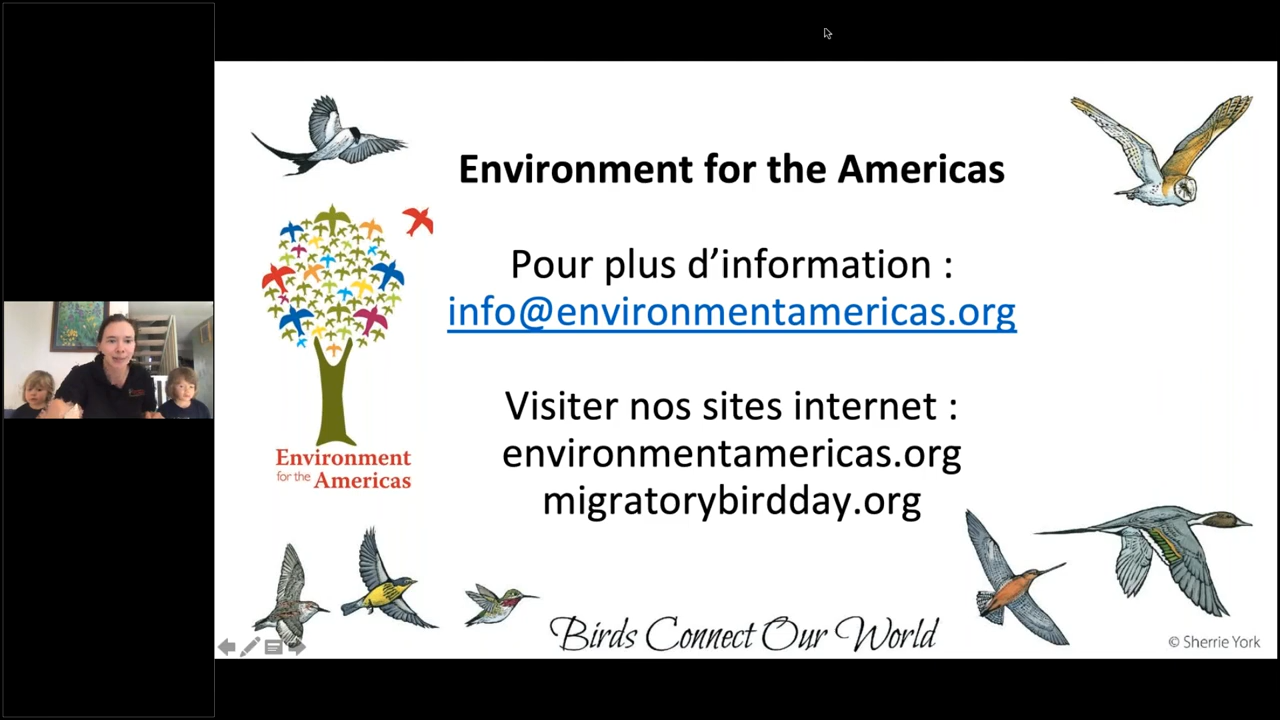 Environment for the Americas
Pour plus d’information :
info@environmentamericas.org
Visiter nos sites internet :
environmentamericas.org
migratorybirdday.org
Environment
for the Americas
Birds Connect Our World
© Sherrie York